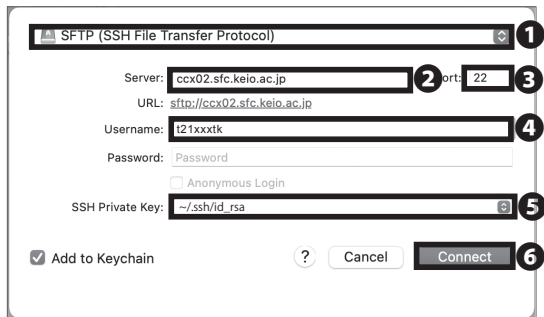 SFTP (SSH File Transfer Protocol) 1
Server: ccx02.sfc.keio.ac.jp 2 ort: 22 3
URL: sftp://ccx02.sfc.keio.ac.jp
Username: t21xxxtk 4
Password: Password
Anonymous Login
SSH Private Key: ~/.ssh/id_rsa 5
Add to Keychain ? Cancel Connect 6